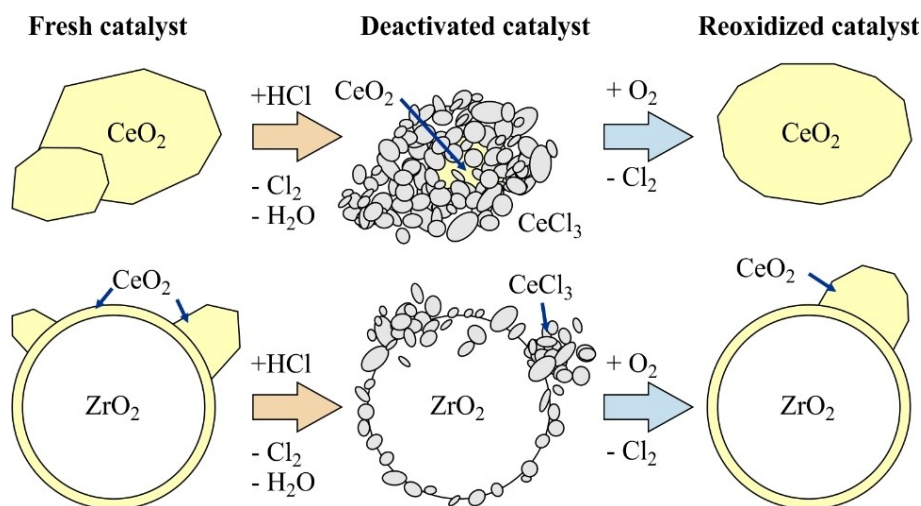 Fresh catalyst
Deactivated catalyst
Reoxidized catalyst
CeO₂
+HCl
- Cl₂
- H₂O
CeO₂
CeCl₃
+ O₂
- Cl₂
CeO₂
CeO₂
ZrO₂
+HCl
- Cl₂
- H₂O
CeCl₃
ZrO₂
+ O₂
- Cl₂
CeO₂
ZrO₂